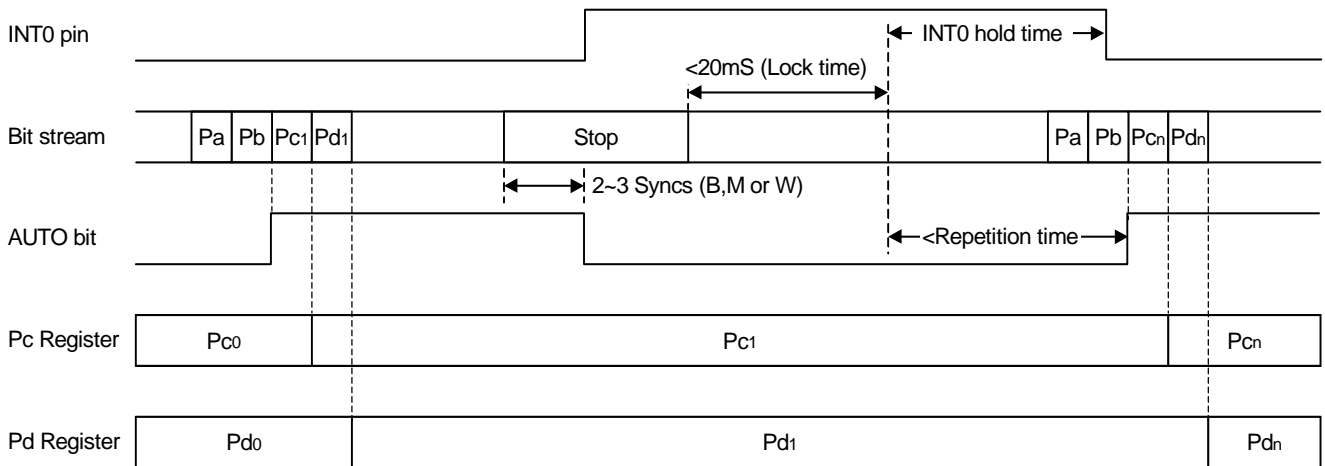 INT0 pin
INT0 hold time
<20mS (Lock time)
Bit stream
Pa Pb Pc1 Pd1 Stop Pa Pb Pcn Pdn
2~3 Syncs (B,M or W)
AUTO bit
<Repetition time
Pc Register Pc0 Pc1 Pcn
Pd Register Pd0 Pd1 Pdn